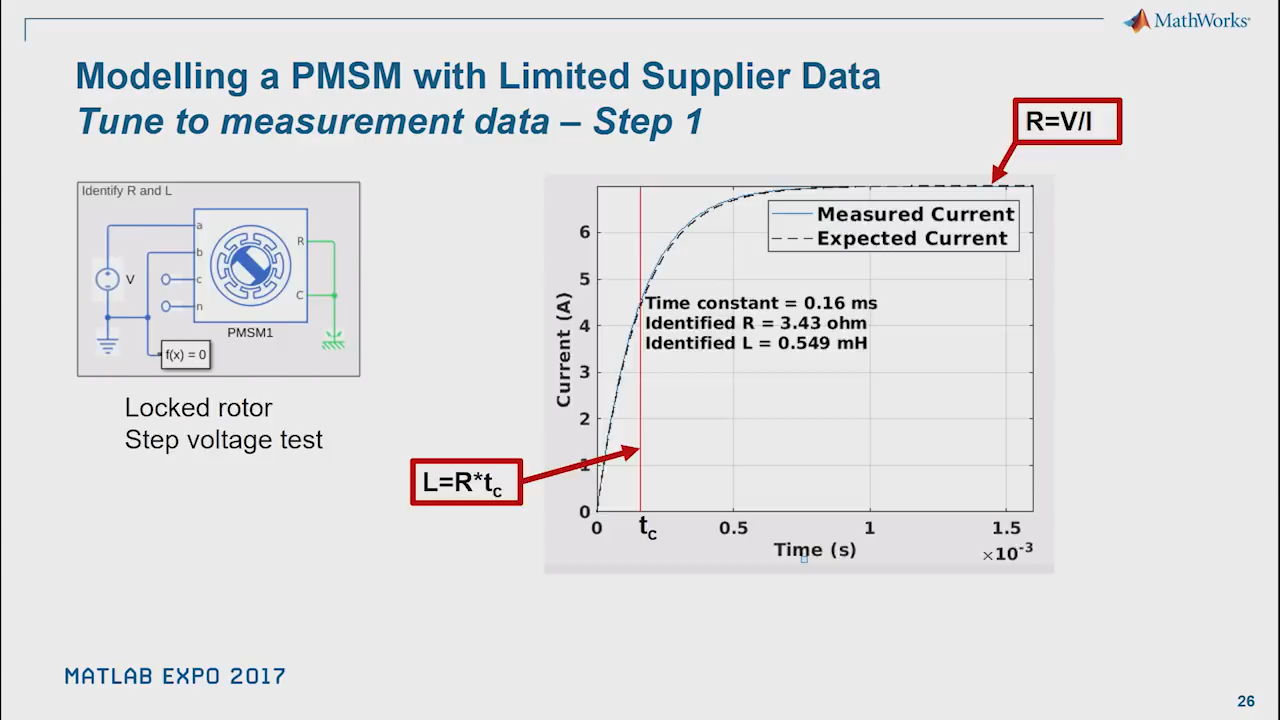 MathWorks®
Modelling a PMSM with Limited Supplier Data
Tune to measurement data – Step 1
R=V/I
Identify R and L
a
b
c
n
R
C
V
PMSM1
f(x) = 0
Locked rotor
Step voltage test
Measured Current
Expected Current
Time constant = 0.16 ms
Identified R = 3.43 ohm
Identified L = 0.549 mH
Current (A)
6
5
4
3
2
1
0
L=R*tc
0
tc
0.5
1
1.5
Time (s)
×10-3
MATLAB EXPO 2017
26